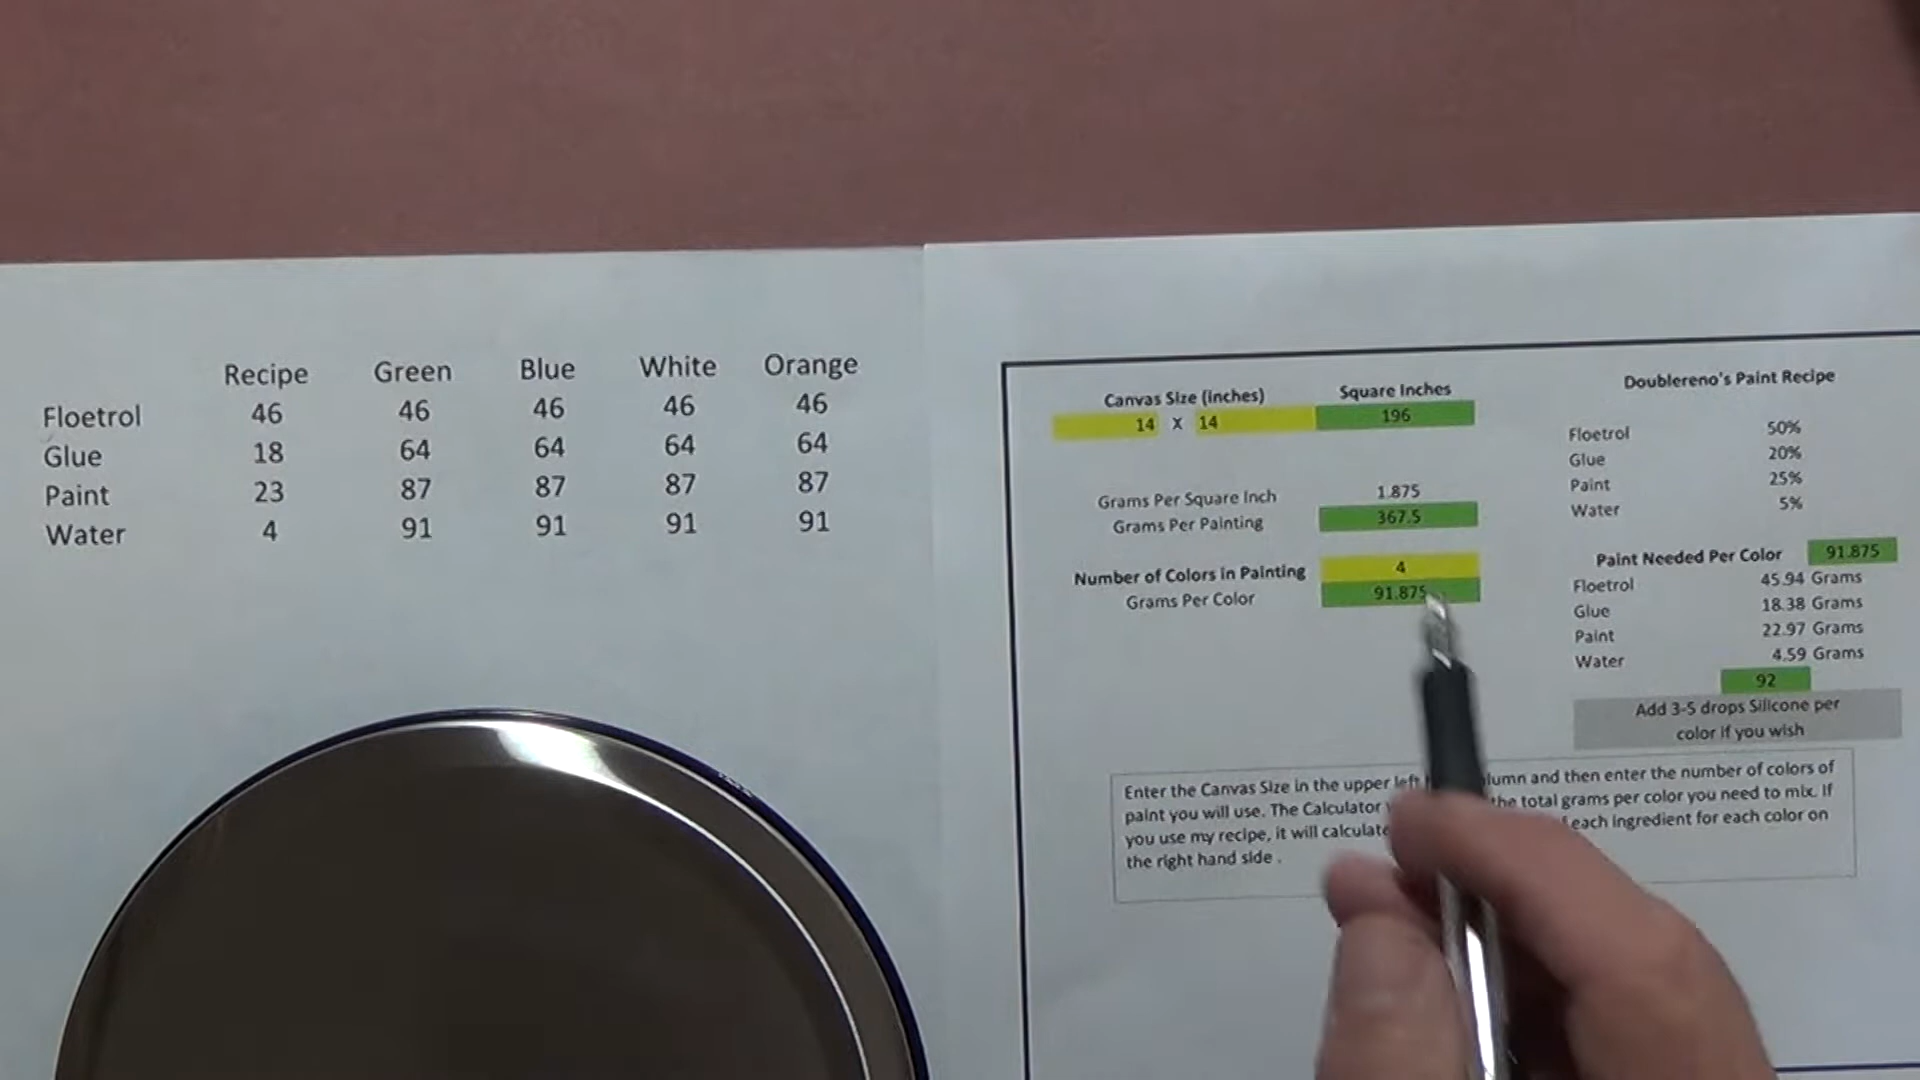 Recipe Green Blue White Orange
Floetrol 46 46 46 46 46
Glue 18 64 64 64 64
Paint 23 87 87 87 87
Water 4 91 91 91 91
Canvas Size (inches) Square Inches
14 X 14 196
Grams Per Square Inch 1.875
Grams Per Painting 367.5
Number of Colors in Painting 4
Grams Per Color 91.875
Doublereno's Paint Recipe
Floetrol 50%
Glue 20%
Paint 25%
Water 5%
Paint Needed Per Color 91.875
Floetrol 45.94 Grams
Glue 18.38 Grams
Paint 22.97 Grams
Water 4.59 Grams
92
Add 3-5 drops Silicone per
color if you wish
Enter the Canvas Size in the upper left column and then enter the number of colors of
paint you will use. The Calculator the total grams per color you need to mix. If
you use my recipe, it will calculate each ingredient for each color on
the right hand side .